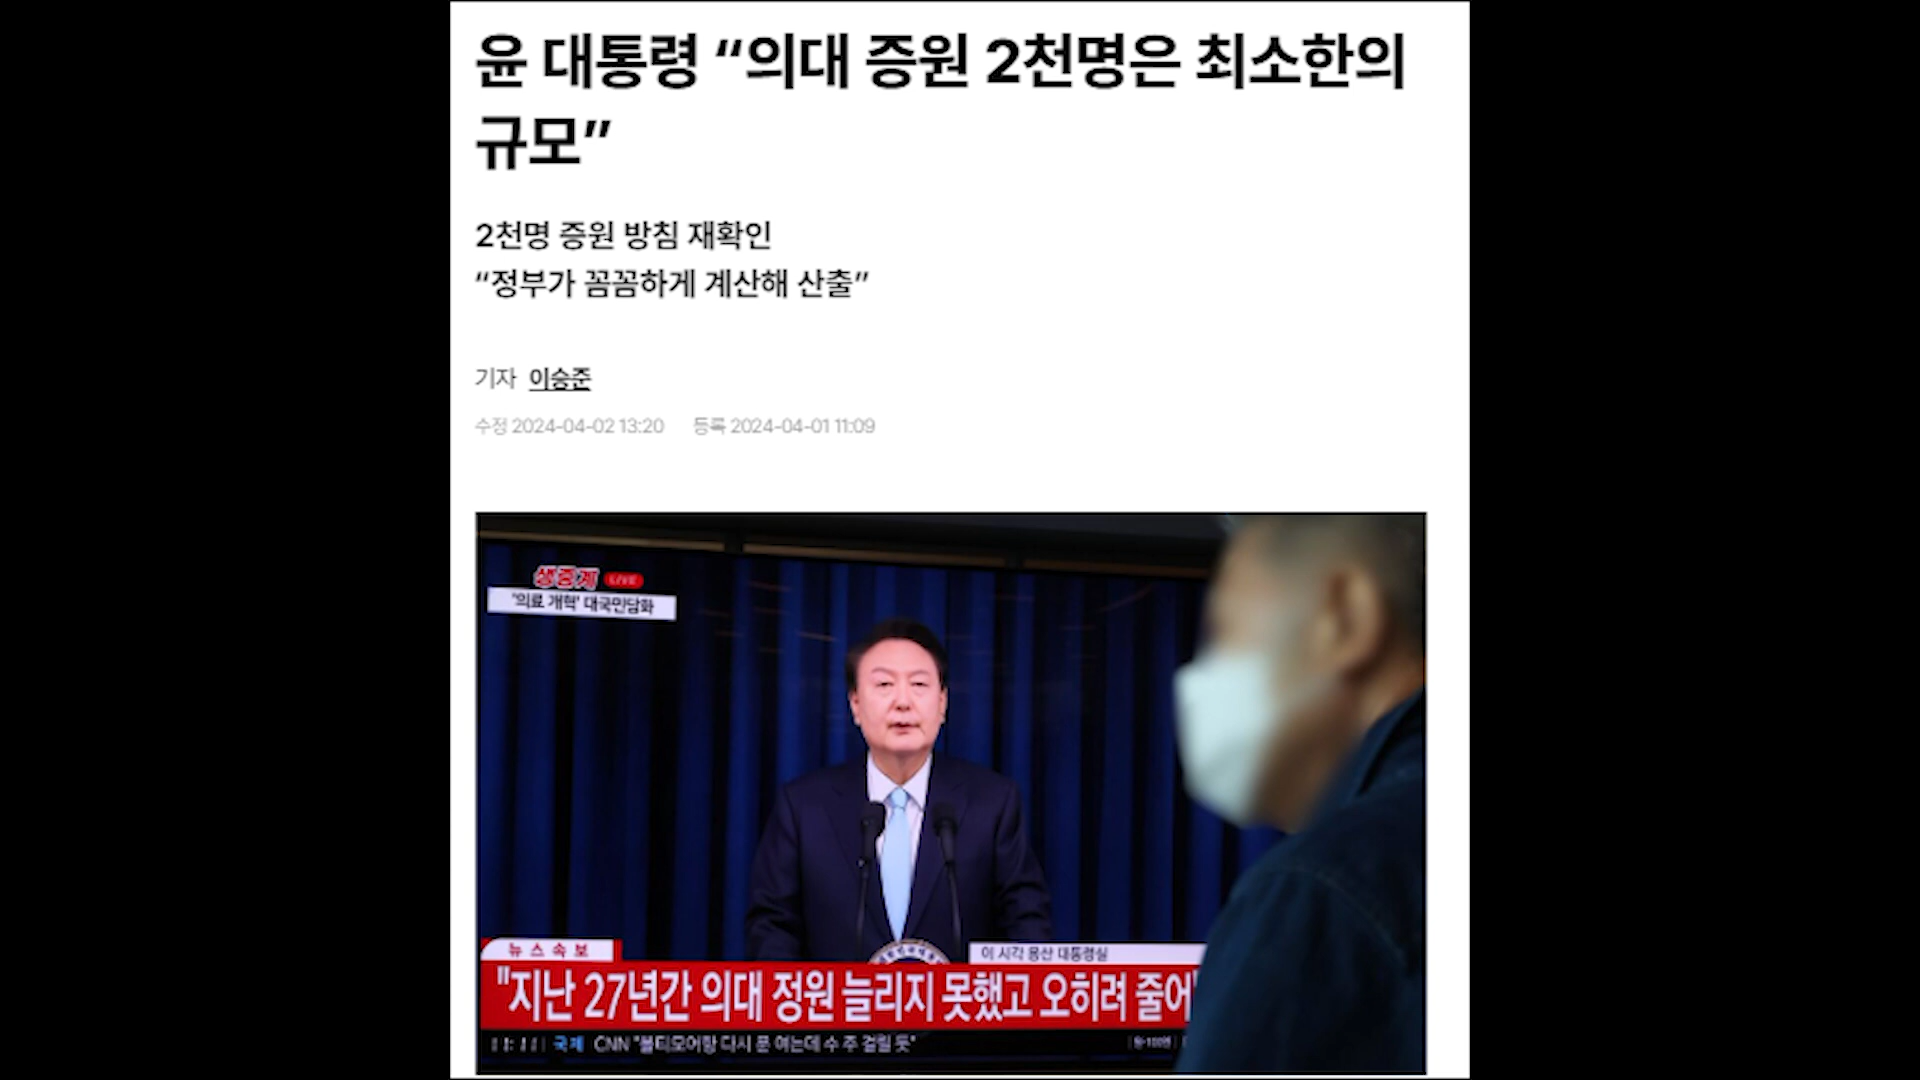 윤 대통령 “의대 증원 2천명은 최소한의
규모”
2천명 증원 방침 재확인
“정부가 꼼꼼하게 계산해 산출”
기자 이승준
수정 2024-04-02 13:20 등록 2024-04-01 11:09
생중계 LIVE
'의료 개혁' 대국민담화
뉴스속보
이 시각 용산 대통령실
"지난 27년간 의대 정원 늘리지 못했고 오히려 줄어"
11:11 국제 CNN "볼티모어항 다시 문 여는데 수 주 걸릴 듯"